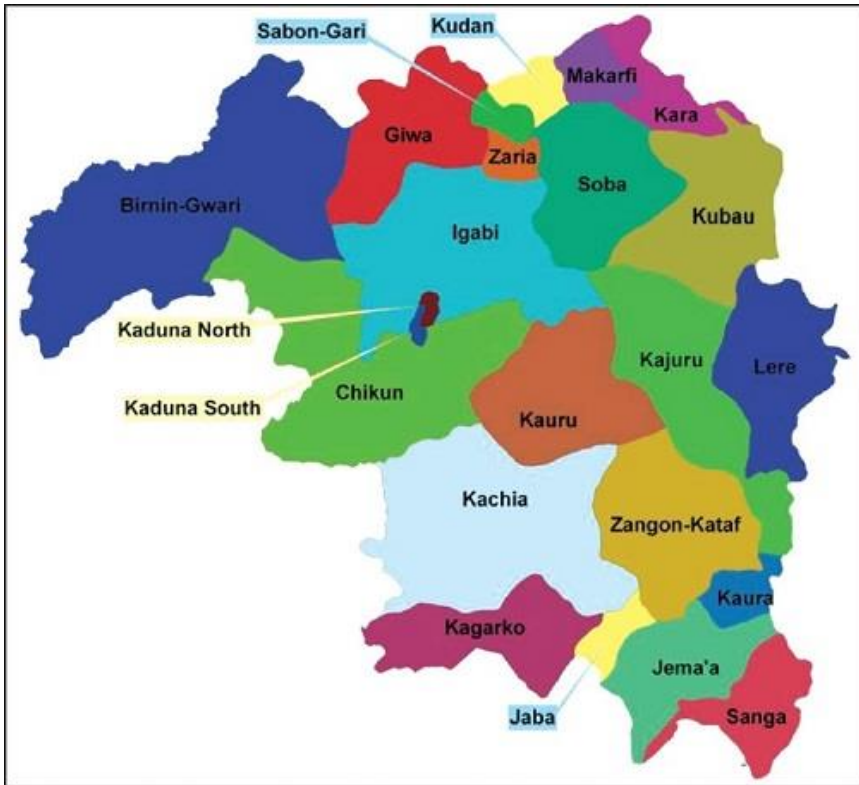 Sabon-Gari
Kudan
Makarfi
Kara
Giwa
Zaria
Soba
Birnin-Gwari
Kubau
Igabi
Kaduna North
Kajuru
Lere
Chikun
Kaduna South
Kauru
Kachia
Zangon-Kataf
Kaura
Kagarko
Jema'a
Jaba
Sanga